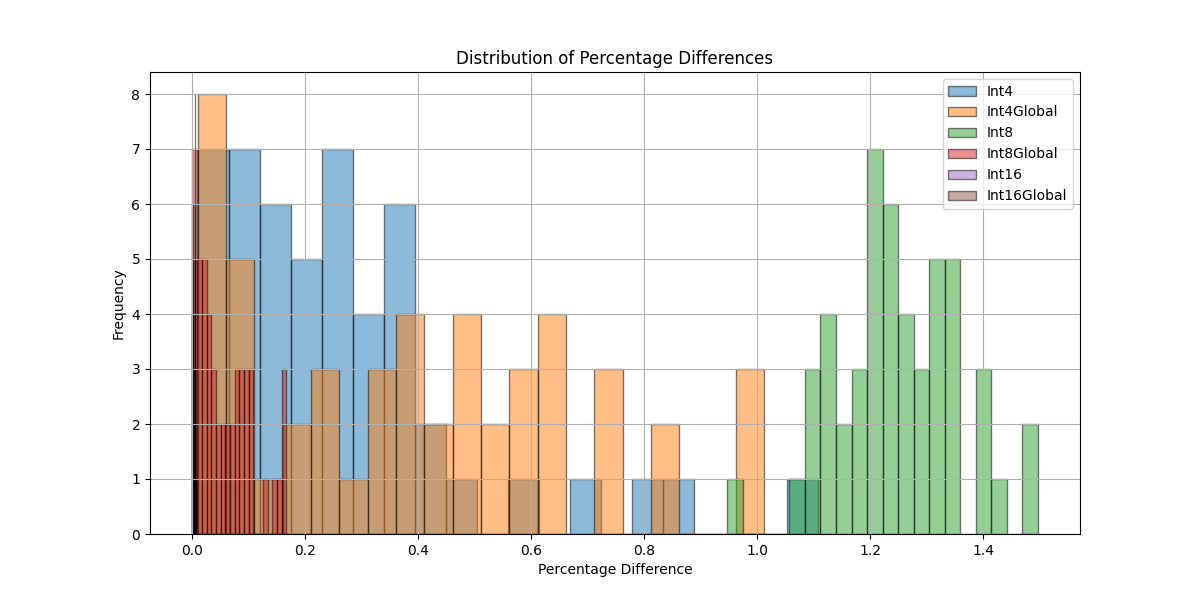 Distribution of Percentage Differences
Int4
Int4Global
Int8
Int8Global
Int16
Int16Global
Frequency
8
7
6
5
4
3
2
1
0
0.0 0.2 0.4 0.6 0.8 1.0 1.2 1.4
Percentage Difference